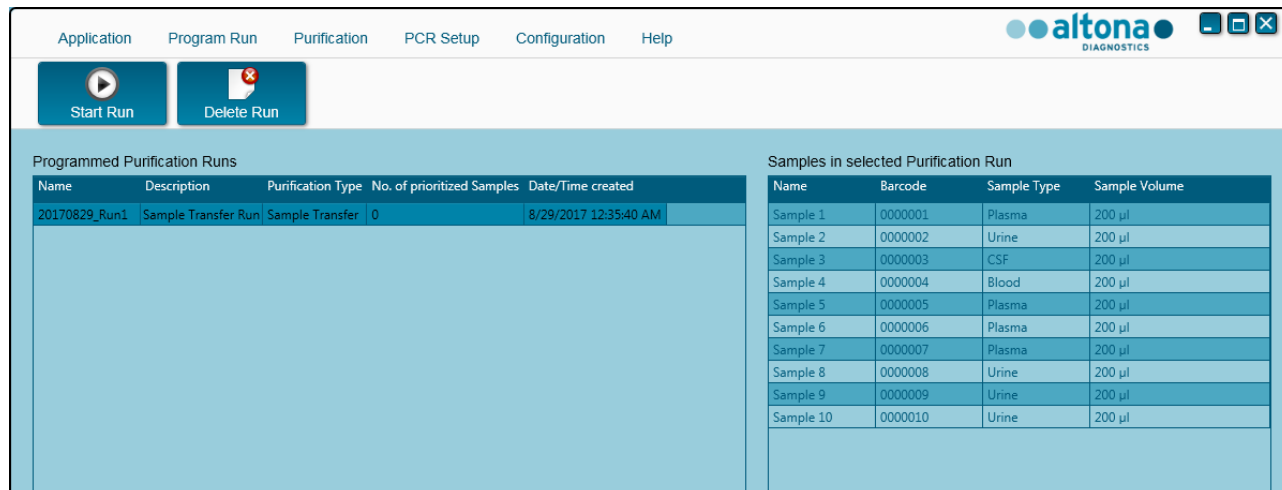 Application Program Run Purification PCR Setup Configuration Help
altona
DIAGNOSTICS
Start Run Delete Run
Programmed Purification Runs
Name Description Purification Type No. of prioritized Samples Date/Time created
20170829_Run1 Sample Transfer Run Sample Transfer 0 8/29/2017 12:35:40 AM
Samples in selected Purification Run
Name Barcode Sample Type Sample Volume
Sample 1 0000001 Plasma 200 µl
Sample 2 0000002 Urine 200 µl
Sample 3 0000003 CSF 200 µl
Sample 4 0000004 Blood 200 µl
Sample 5 0000005 Plasma 200 µl
Sample 6 0000006 Plasma 200 µl
Sample 7 0000007 Plasma 200 µl
Sample 8 0000008 Urine 200 µl
Sample 9 0000009 Urine 200 µl
Sample 10 0000010 Urine 200 µl